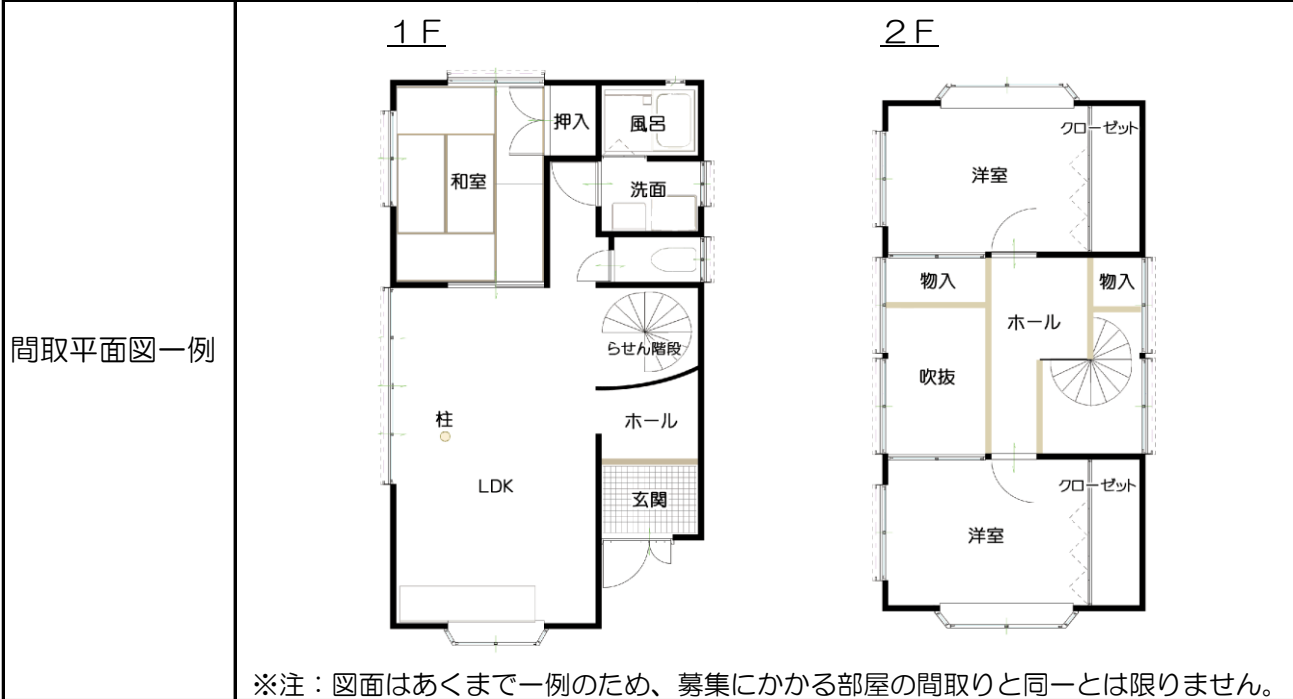 間取平面図一例
1F
押入
風呂
和室
洗面
らせん階段
柱
ホール
LDK
玄関
2F
クローゼット
洋室
物入
物入
ホール
吹抜
クローゼット
洋室
※注：図面はあくまで一例のため、募集にかかる部屋の間取りと同一とは限りません。